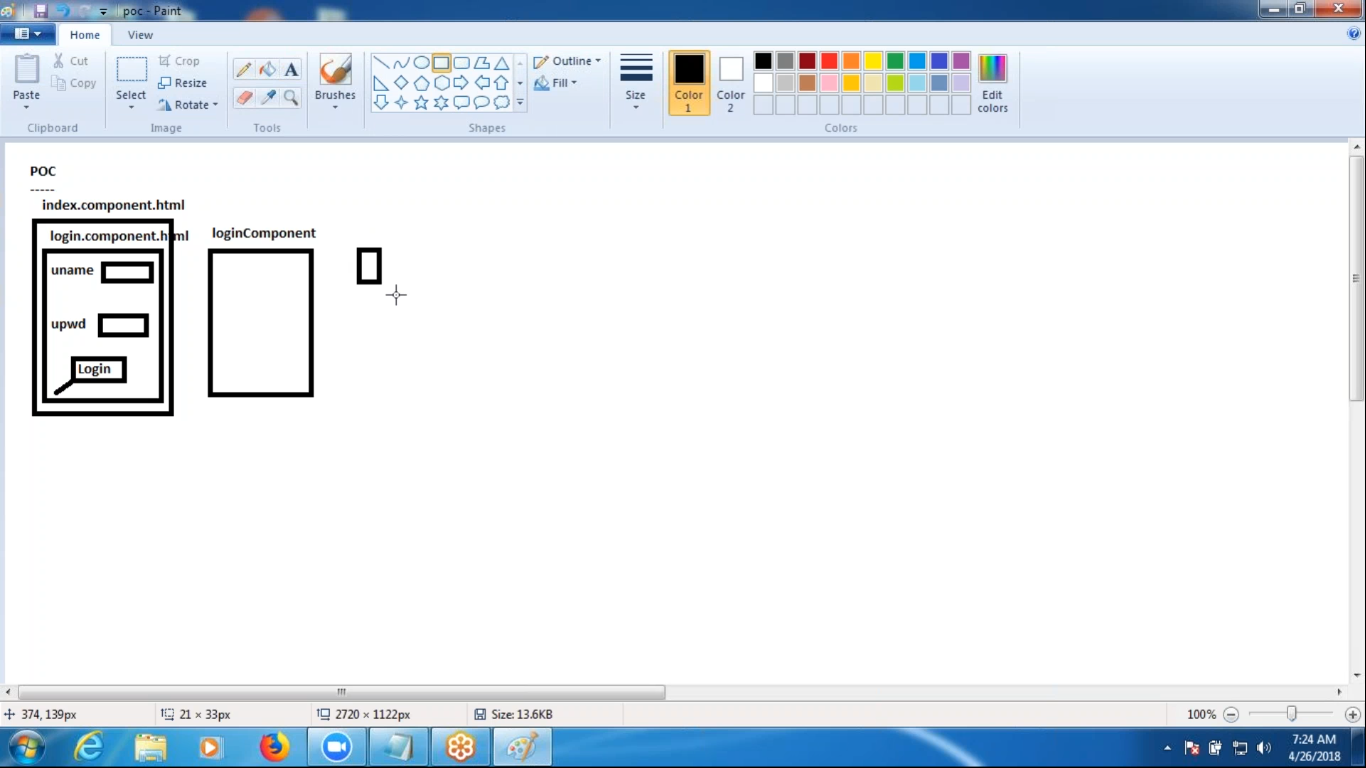 poc - Paint
Home View
Cut
Copy
Paste
Clipboard
Crop
Resize
Rotate
Select
Image
A
Tools
Brushes
Outline
Fill
Shapes
Size
Color 1
Color 2
Edit colors
Colors
POC
-----
index.component.html
login.component.html
loginComponent
uname
upwd
Login
374, 139px
21 × 33px
2720 × 1122px
Size: 13.6KB
100%
7:24 AM
4/26/2018